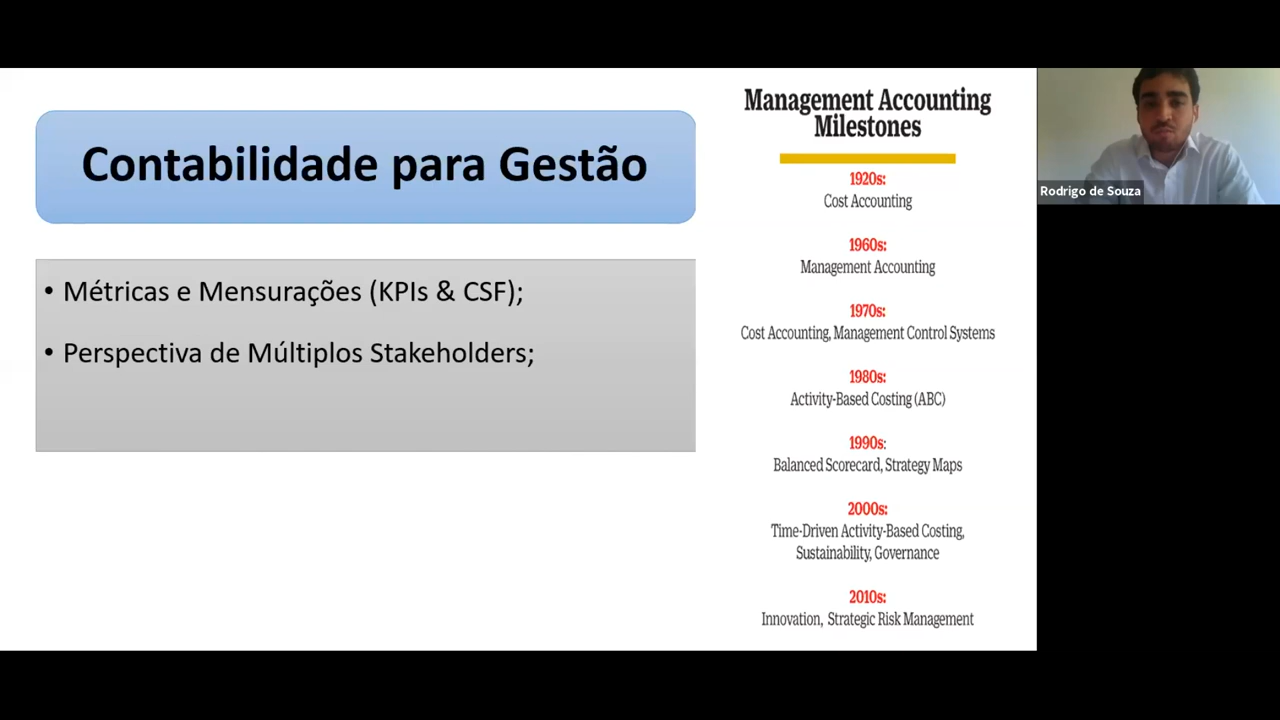 Contabilidade para Gestão
• Métricas e Mensurações (KPIs & CSF);
• Perspectiva de Múltiplos Stakeholders;
Management Accounting
Milestones
1920s:
Cost Accounting
1960s:
Management Accounting
1970s:
Cost Accounting, Management Control Systems
1980s:
Activity-Based Costing (ABC)
1990s:
Balanced Scorecard, Strategy Maps
2000s:
Time-Driven Activity-Based Costing,
Sustainability, Governance
2010s:
Innovation, Strategic Risk Management
Rodrigo de Souza